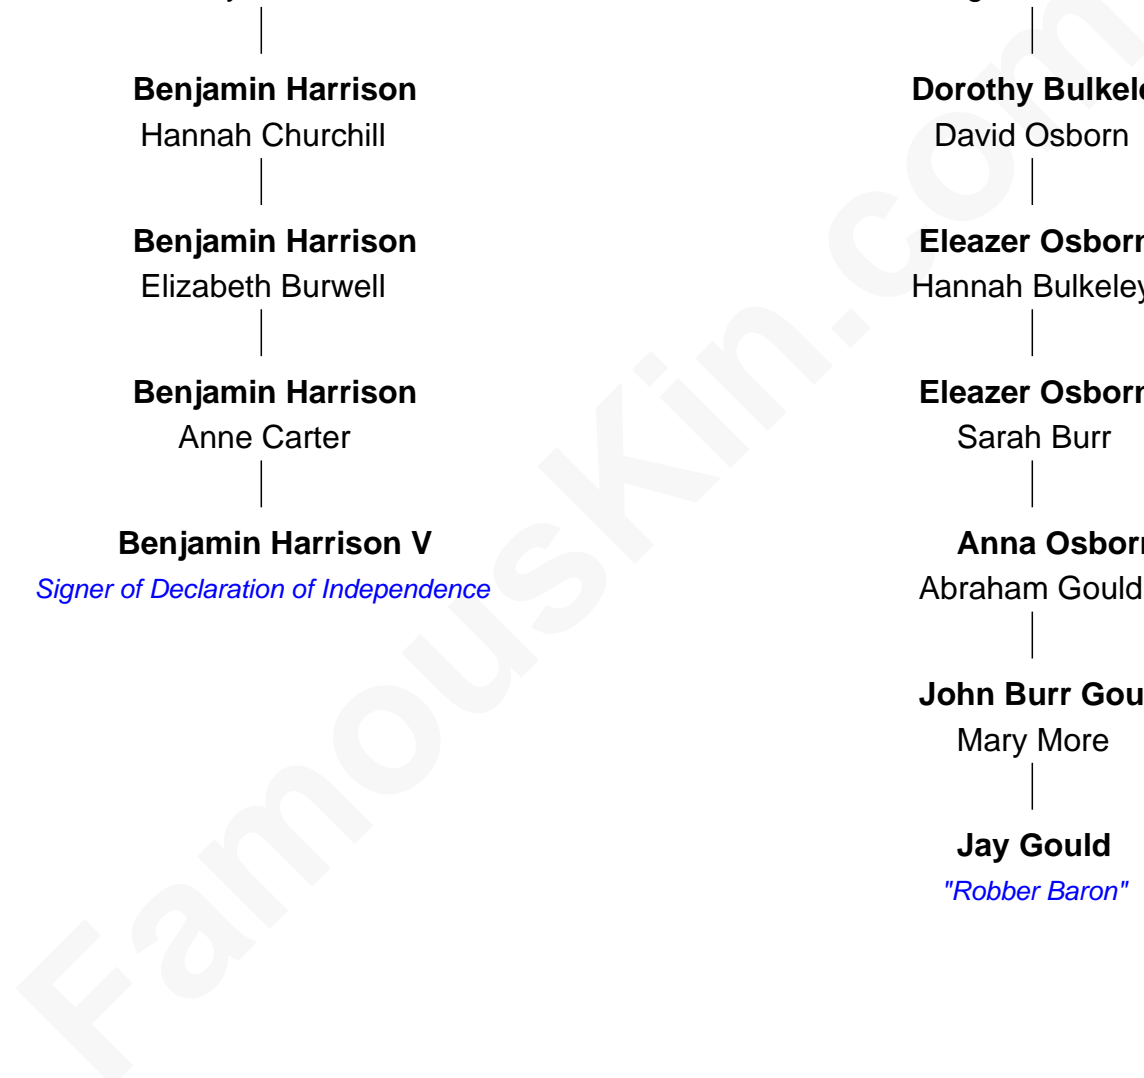 Benjamin Harrison
Hannah Churchill
Benjamin Harrison
Elizabeth Burwell
Benjamin Harrison
Anne Carter
Benjamin Harrison V
Signer of Declaration of Independence
Dorothy
David Osborn
Eleazer
Hannah Bulkeley
Eleazer
Sarah Burr
Anna
Abraham Gould
John Burr
Mary More
Jay Gould
"Robber Baron"
FamousKin.com